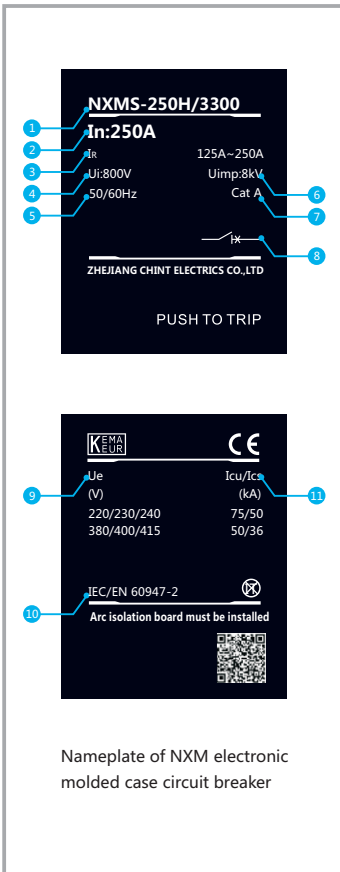 NXMS-250H/3300
1
In:250A
2
IR 125A~250A
3
Ui:800V Uimp:8kV
4 6
50/60Hz Cat A
5 7
8
ZHEJIANG CHINT ELECTRICS CO.,LTD
PUSH TO TRIP
KEMA
EUR CE
Ue Icu/Ics
9 11
(V) (kA)
220/230/240 75/50
380/400/415 50/36
IEC/EN 60947-2
10
Arc isolation board must be installed
Nameplate of NXM electronic
molded case circuit breaker